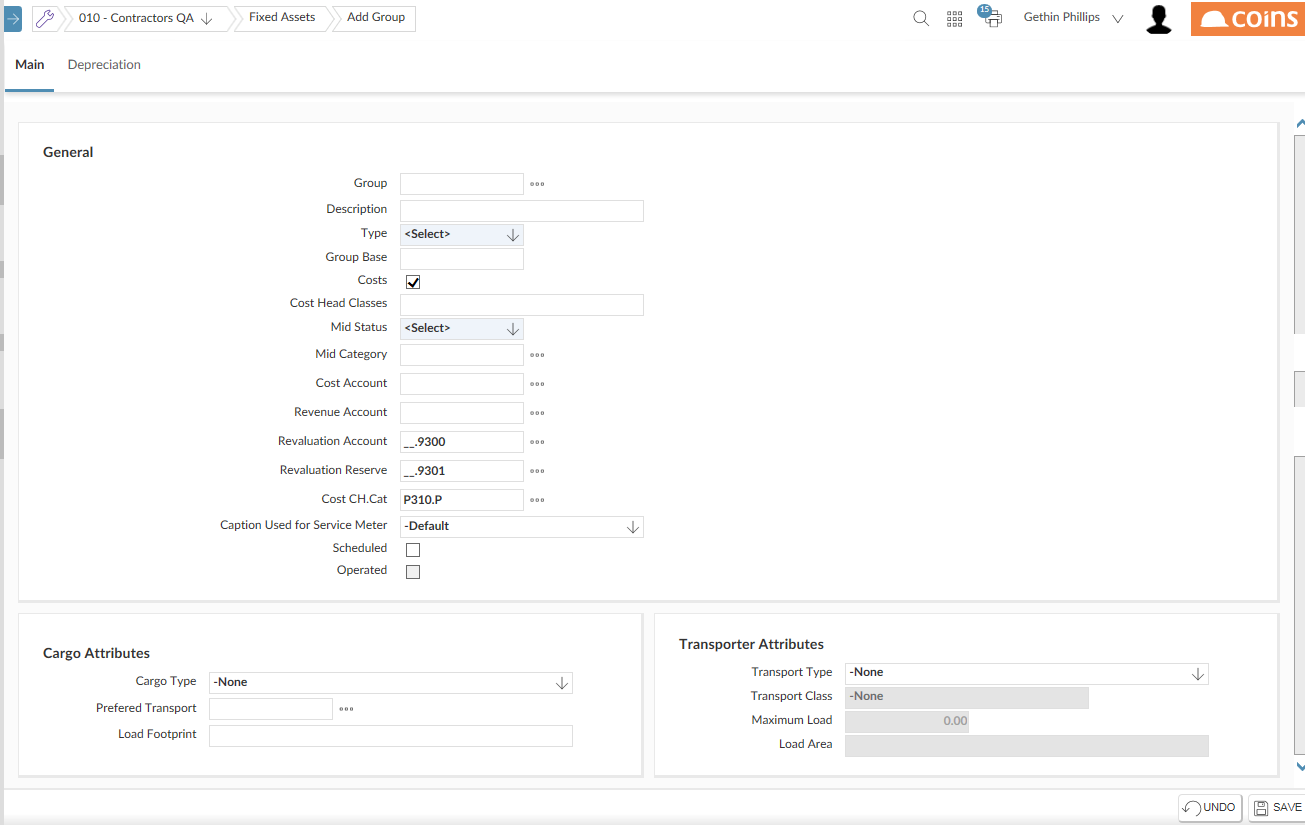 010 - Contractors QA
Fixed Assets
Add Group
15
Gethin Phillips
coins
Main
Depreciation
General
Group
Description
Type <Select>
Group Base
Costs
Cost Head Classes
Mid Status <Select>
Mid Category
Cost Account
Revenue Account
Revaluation Account __.9300
Revaluation Reserve __.9301
Cost CH.Cat P310.P
Caption Used for Service Meter -Default
Scheduled
Operated
Cargo Attributes
Cargo Type -None
Prefered Transport
Load Footprint
Transporter Attributes
Transport Type -None
Transport Class -None
Maximum Load 0.00
Load Area
UNDO
SAVE